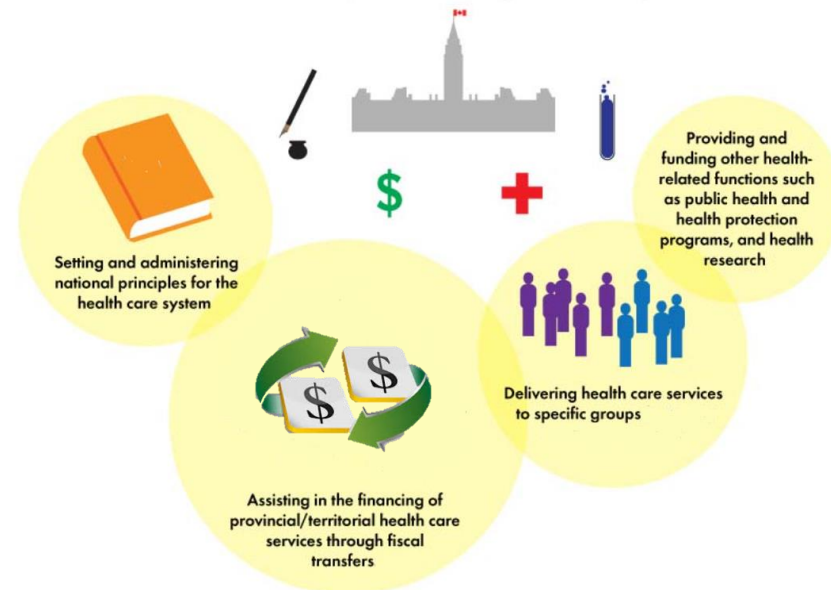 Setting and administering
national principles for the
health care system
$
$
$
Assisting in the financing of
provincial/territorial health care
services through fiscal
transfers
Delivering health care services
to specific groups
Providing and
funding other health-
related functions such
as public health and
health protection
programs, and health
research